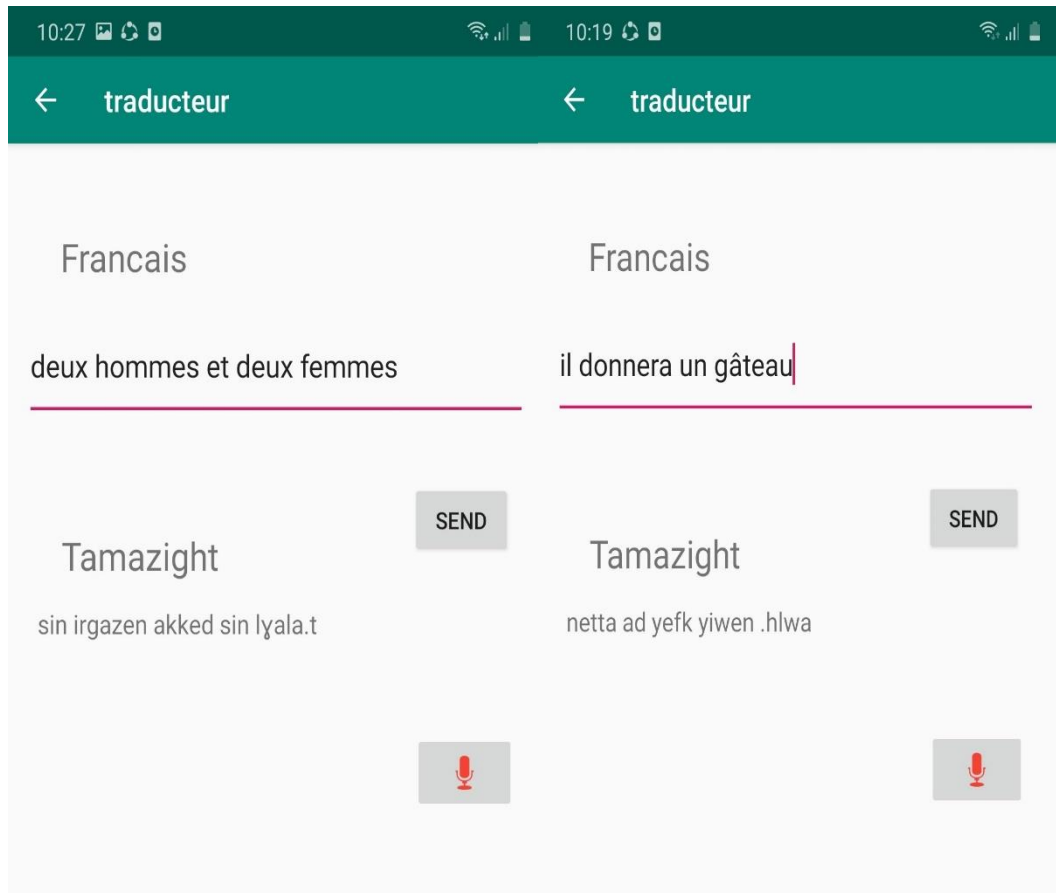 10:27
traducteur
Francais
deux hommes et deux femmes
SEND
Tamazight
sin irgazen akked sin lɣala.t
10:19
traducteur
Francais
il donnera un gâteau
SEND
Tamazight
netta ad yefk yiwen .hlwa